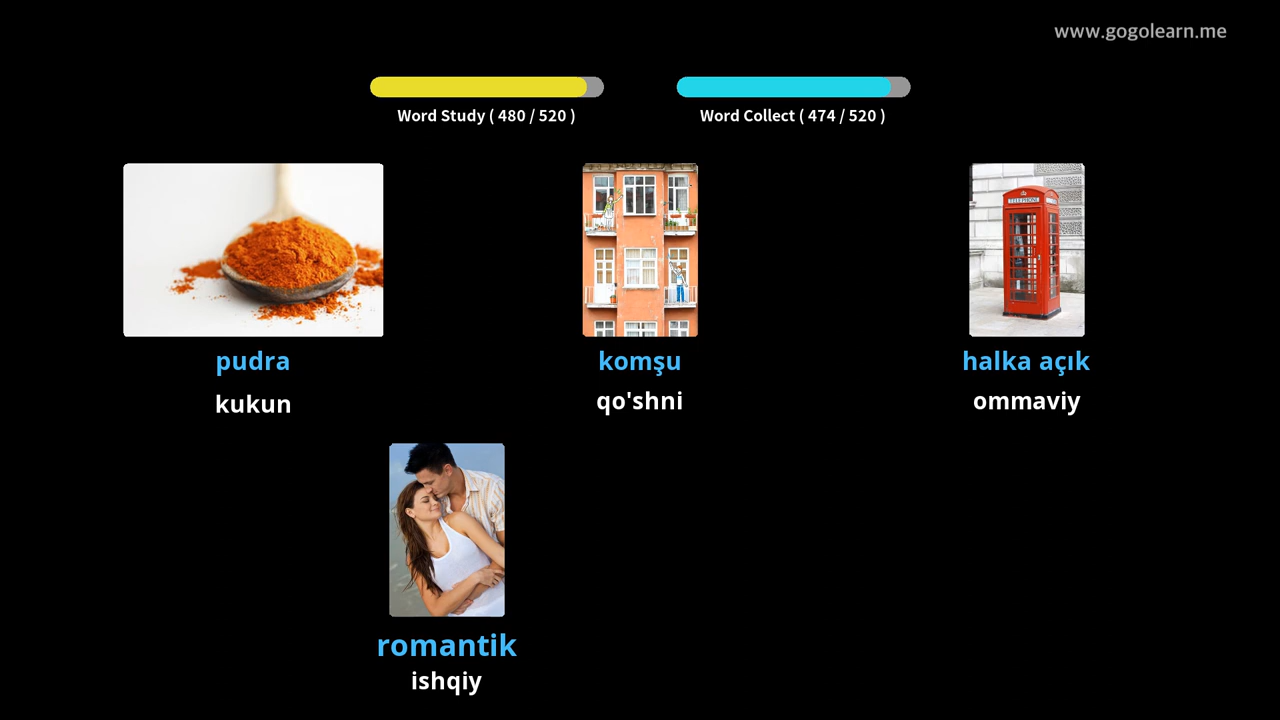 www.gogolearn.me
Word Study ( 480 / 520 )
Word Collect ( 474 / 520 )
TELEPHONE
pudra
komşu
halka açık
kukun
qo'shni
ommaviy
romantik
ishqiy